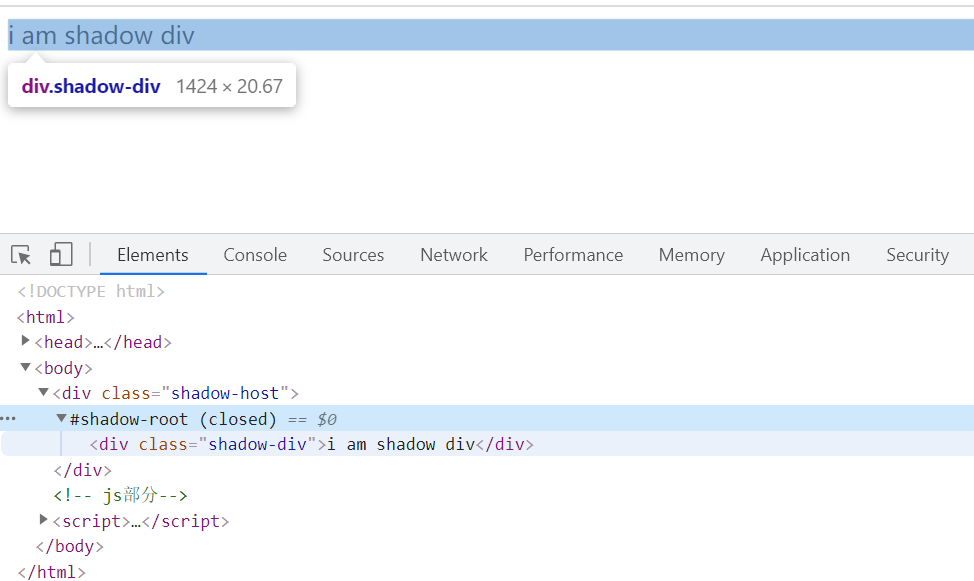 i am shadow div
div.shadow-div 1424 × 20.67
Elements Console Sources Network Performance Memory Application Security
<!DOCTYPE html>
<html>
<head>…</head>
<body>
<div class="shadow-host">
#shadow-root (closed) == $0
<div class="shadow-div">i am shadow div</div>
</div>
<!-- js部分-->
<script>…</script>
</body>
</html>